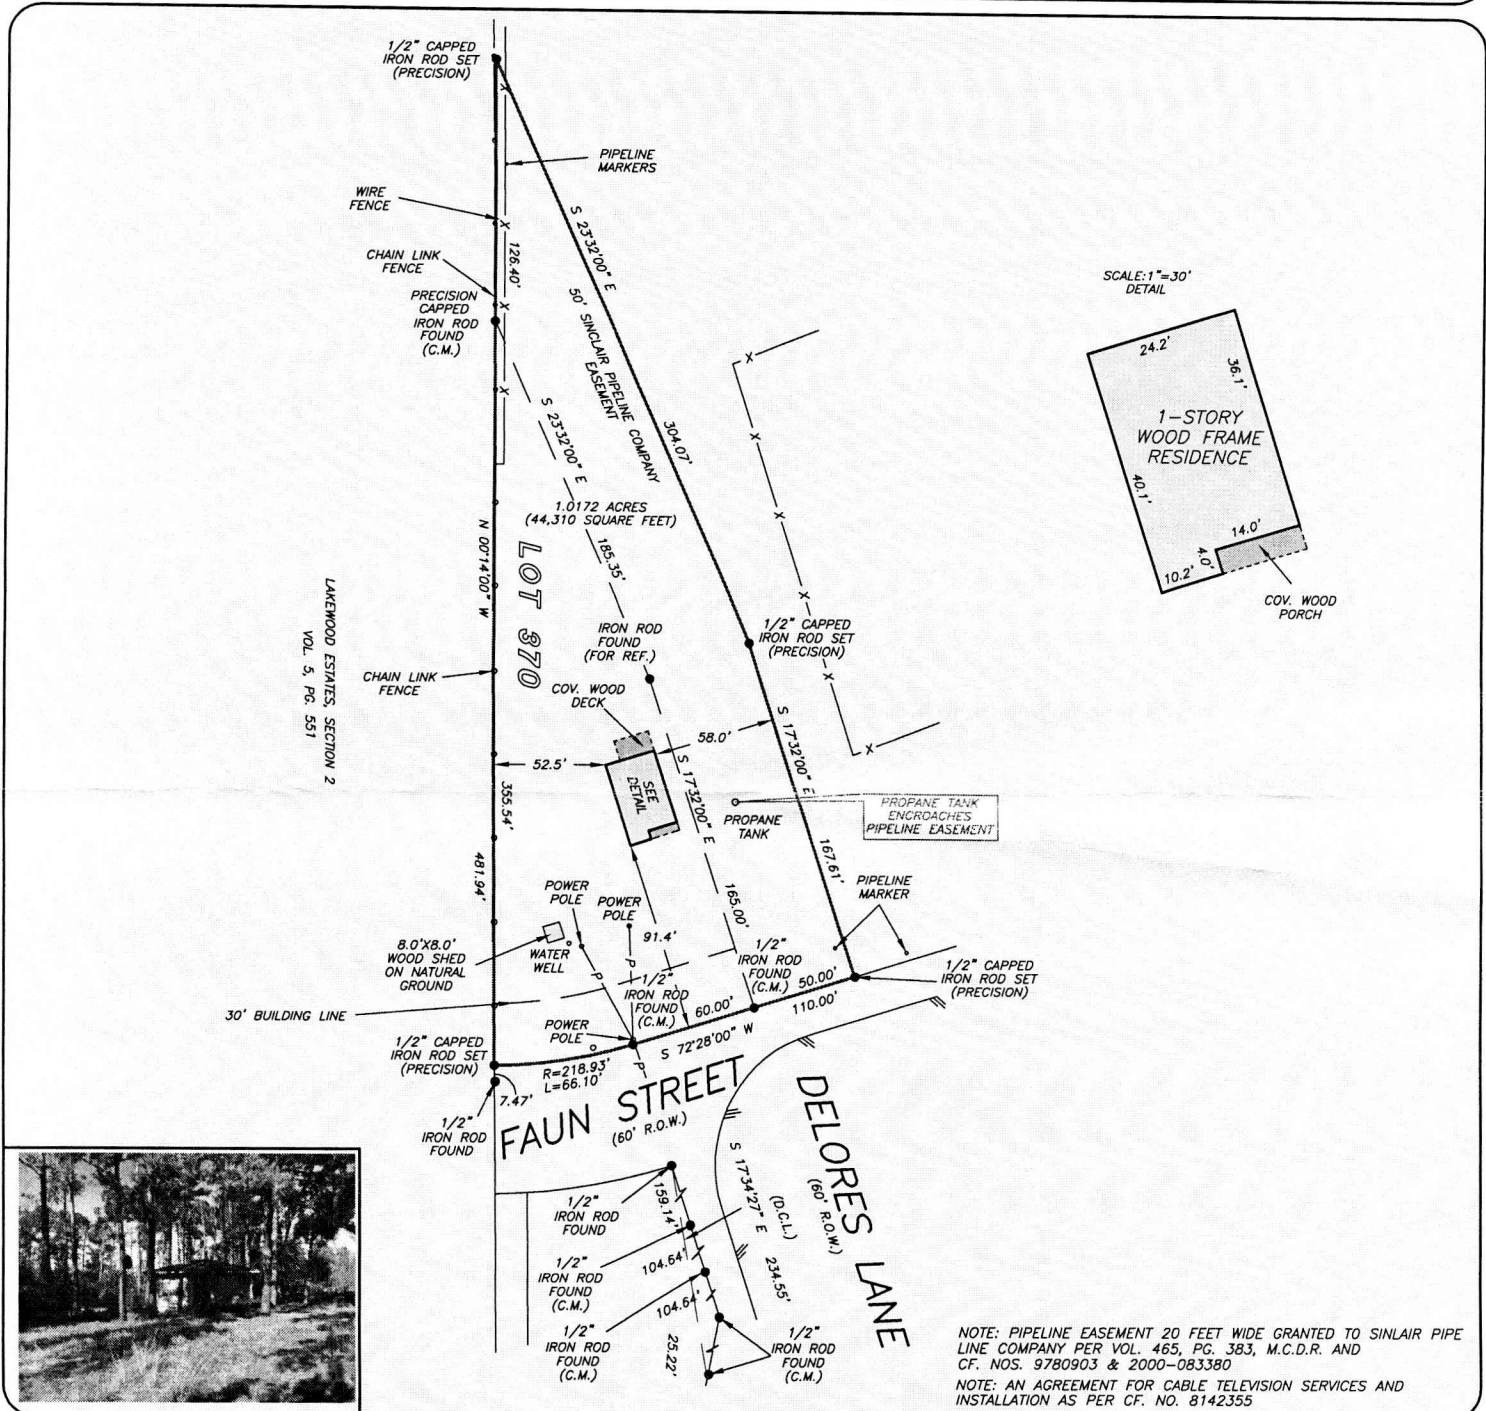 1/2" CAPPED
IRON ROD SET
(PRECISION)
PIPELINE
MARKERS
WIRE
FENCE
CHAIN LINK
FENCE
PRECISION
CAPPED
IRON ROD
FOUND
(C.M.)
126.40'
S 23°32'00" E
50' SINCLAIR PIPELINE COMPANY
EASEMENT
304.07'
SCALE:1"=30'
DETAIL
24.2'
36.1'
1-STORY
WOOD FRAME
RESIDENCE
40.1'
14.0'
4.0'
10.2'
COV. WOOD
PORCH
S 23°32'00" E
1.0172 ACRES
(44,310 SQUARE FEET)
185.35'
N 00°14'00" W
LOT 370
LAKEWOOD ESTATES, SECTION 2
VOL. 5, PG. 551
IRON ROD
FOUND
(FOR REF.)
1/2" CAPPED
IRON ROD SET
(PRECISION)
CHAIN LINK
FENCE
COV. WOOD
DECK
58.0'
52.5'
SEE
DETAIL
S 17°32'00" E
S 17°32'00" E
PROPANE
TANK
PROPANE TANK
ENCROACHES
PIPELINE EASEMENT
355.54'
481.94'
167.61'
165.00'
PIPELINE
MARKER
POWER
POLE
POWER
POLE
91.4'
8.0'X8.0'
WOOD SHED
ON NATURAL
GROUND
WATER
WELL
P
P
1/2"
IRON ROD
FOUND
(C.M.)
1/2"
IRON ROD
FOUND
(C.M.)
50.00'
60.00'
110.00'
1/2" CAPPED
IRON ROD SET
(PRECISION)
30' BUILDING LINE
POWER
POLE
S 72°28'00" W
1/2" CAPPED
IRON ROD SET
(PRECISION)
R=218.93'
L=66.10'
P
7.47'
1/2"
IRON ROD
FOUND
FAUN STREET
(60' R.O.W.)
DELORES LANE
(60' R.O.W.)
1/2"
IRON ROD
FOUND
159.14'
S 17°34'27" E
(D.C.L.)
234.55'
1/2"
IRON ROD
FOUND
(C.M.)
104.64'
104.64'
1/2"
IRON ROD
FOUND
(C.M.)
25.22'
1/2"
IRON ROD
FOUND
(C.M.)
NOTE: PIPELINE EASEMENT 20 FEET WIDE GRANTED TO SINLAIR PIPE
LINE COMPANY PER VOL. 465, PG. 383, M.C.D.R. AND
CF. NOS. 9780903 & 2000-083380
NOTE: AN AGREEMENT FOR CABLE TELEVISION SERVICES AND
INSTALLATION AS PER CF. NO. 8142355